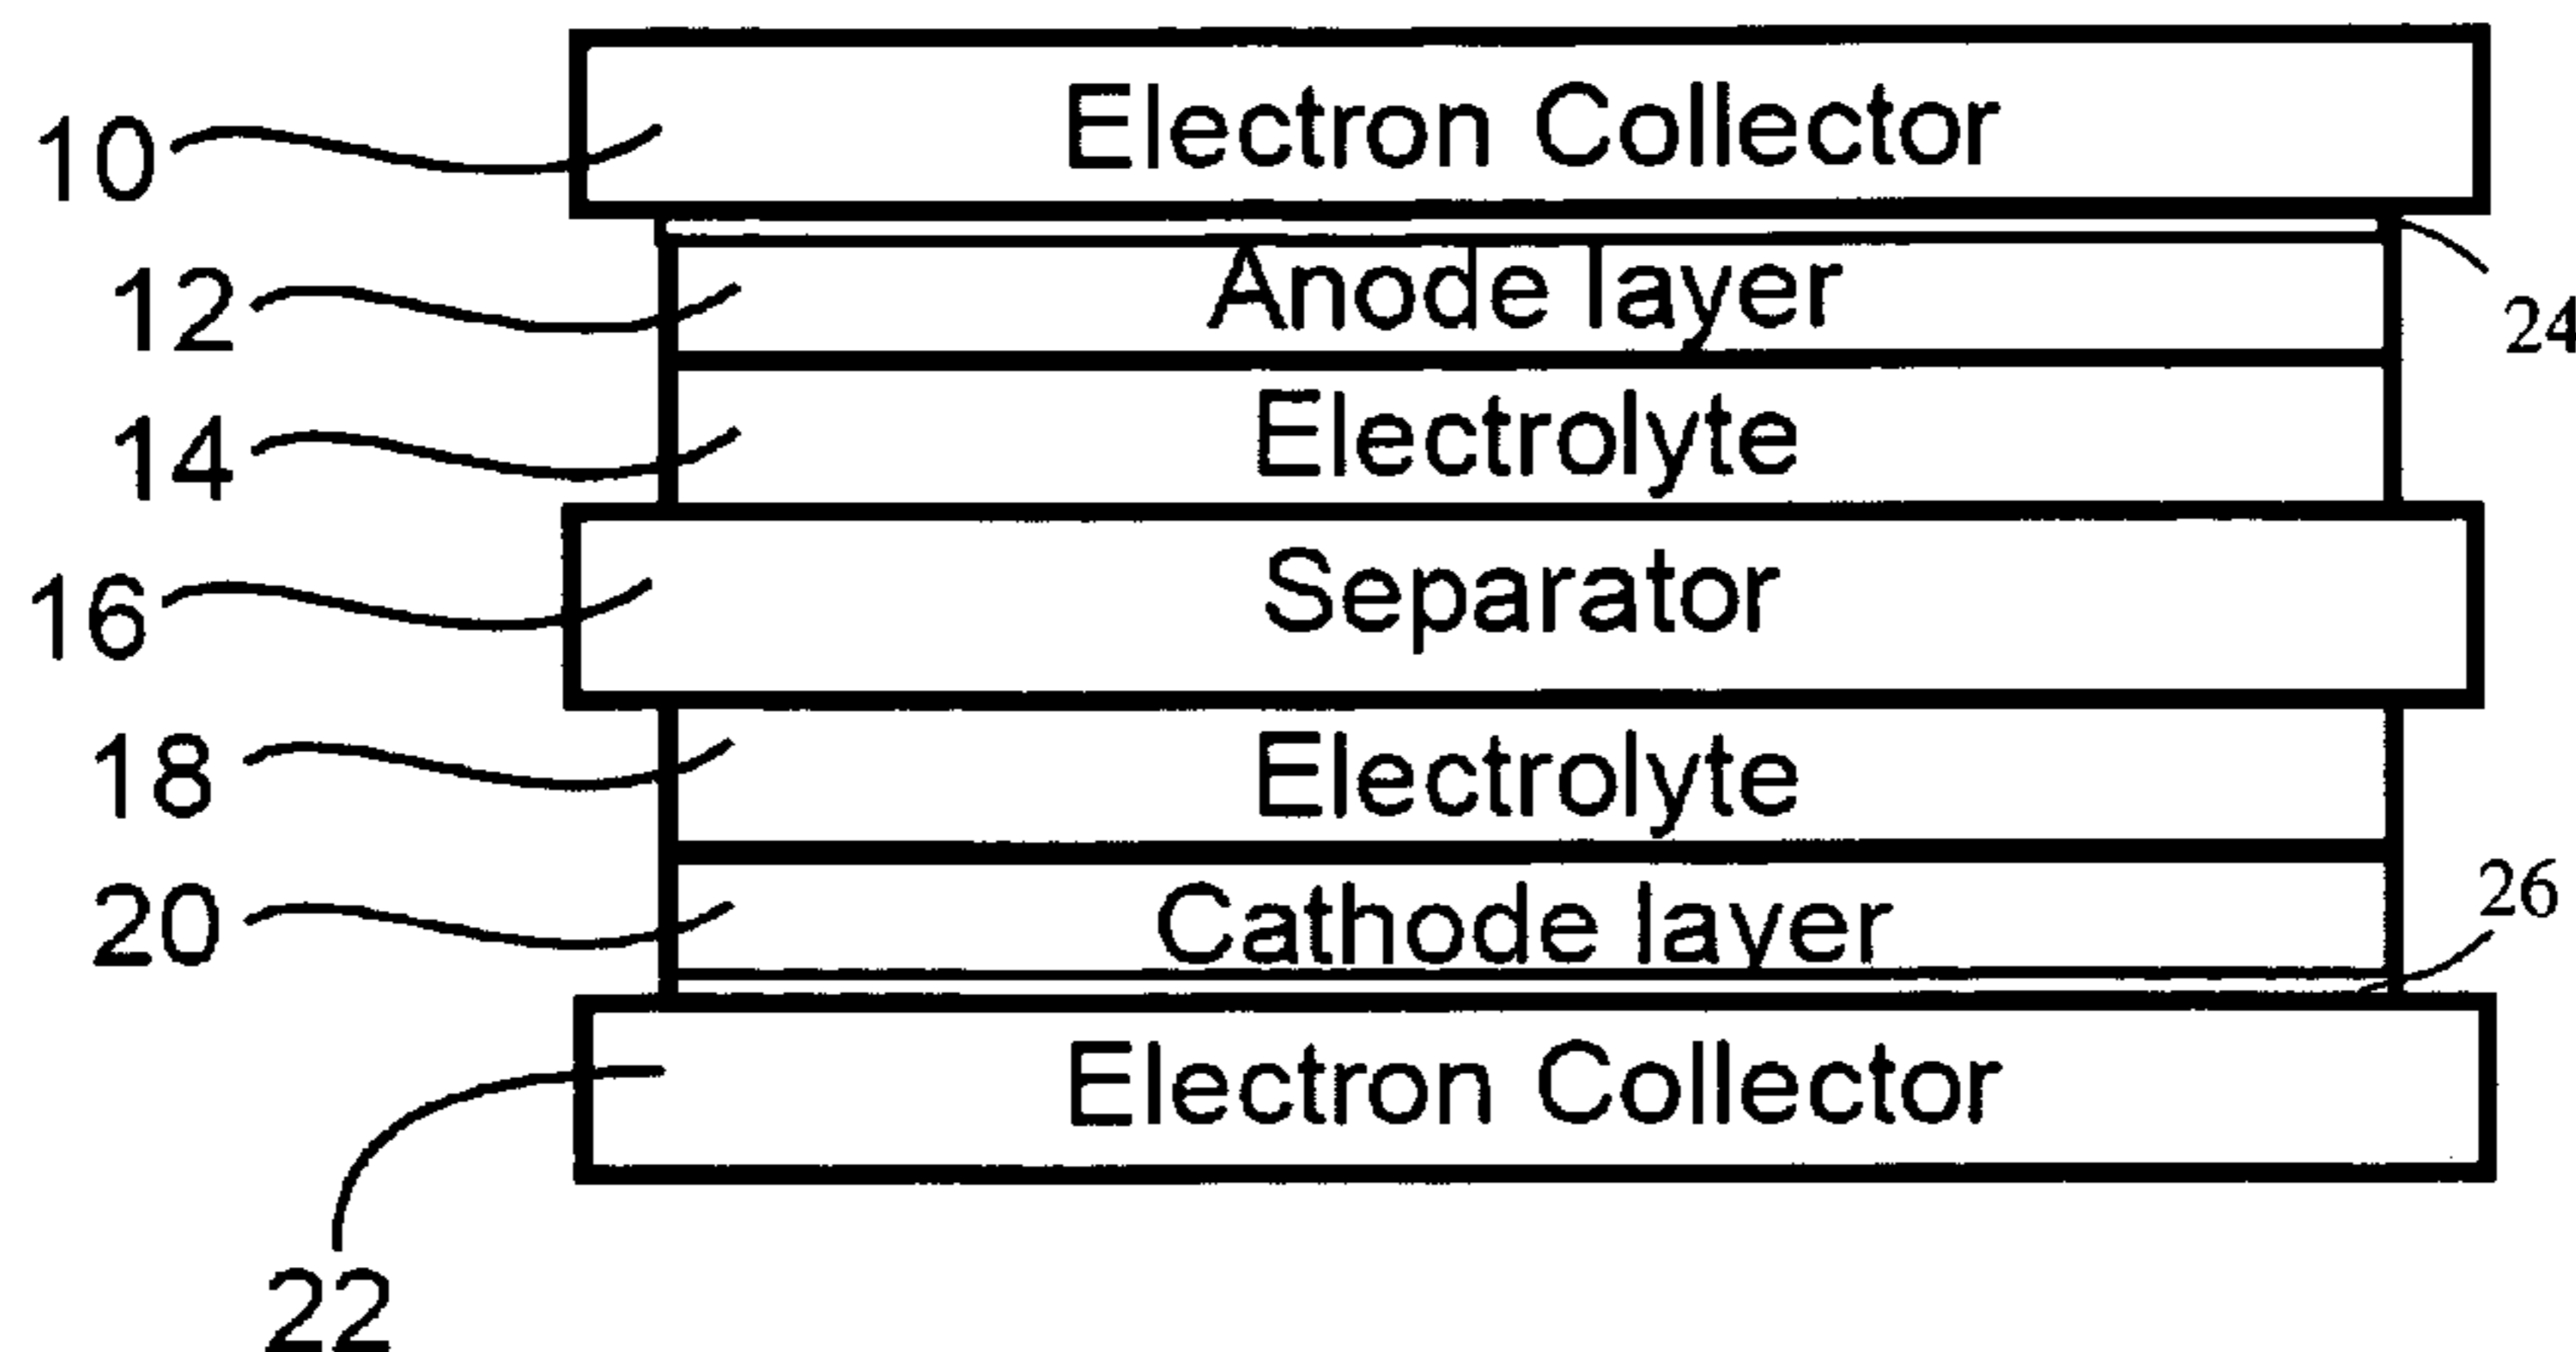 10 Electron Collector
12 Anode layer
24
14 Electrolyte
16 Separator
18 Electrolyte
20 Cathode layer
26
22 Electron Collector